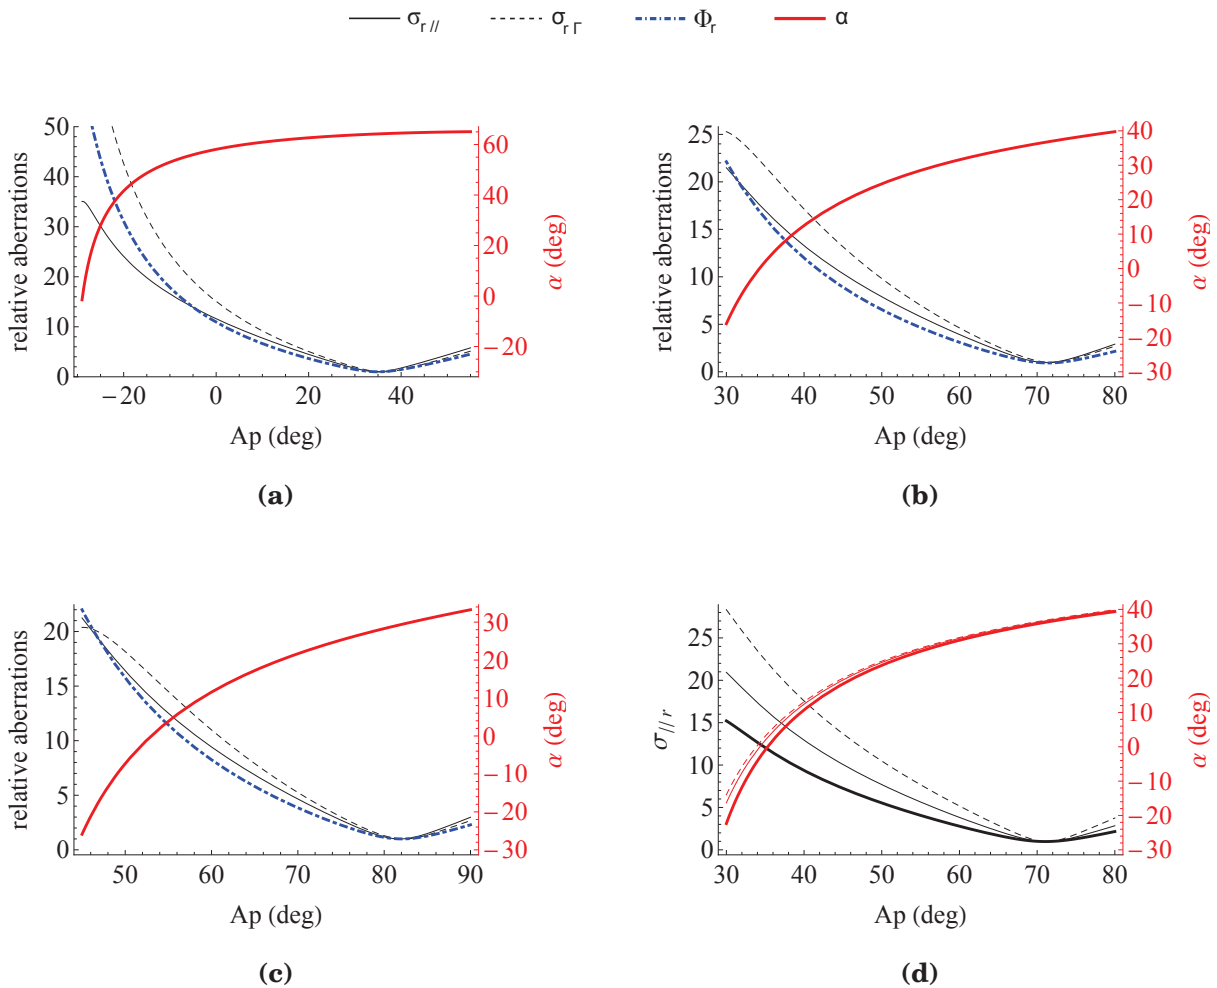 σr // σr Γ Φr α
50
40
30
20
10
0
relative aberrations
60
40
20
0
−20
α (deg)
−20 0 20 40
Ap (deg)
(a)
25
20
15
10
5
0
relative aberrations
40
30
20
10
0
−10
−20
−30
α (deg)
30 40 50 60 70 80
Ap (deg)
(b)
20
15
10
5
0
relative aberrations
30
20
10
0
−10
−20
−30
α (deg)
50 60 70 80 90
Ap (deg)
(c)
25
20
15
10
5
0
σ// r
40
30
20
10
0
−10
−20
−30
α (deg)
30 40 50 60 70 80
Ap (deg)
(d)